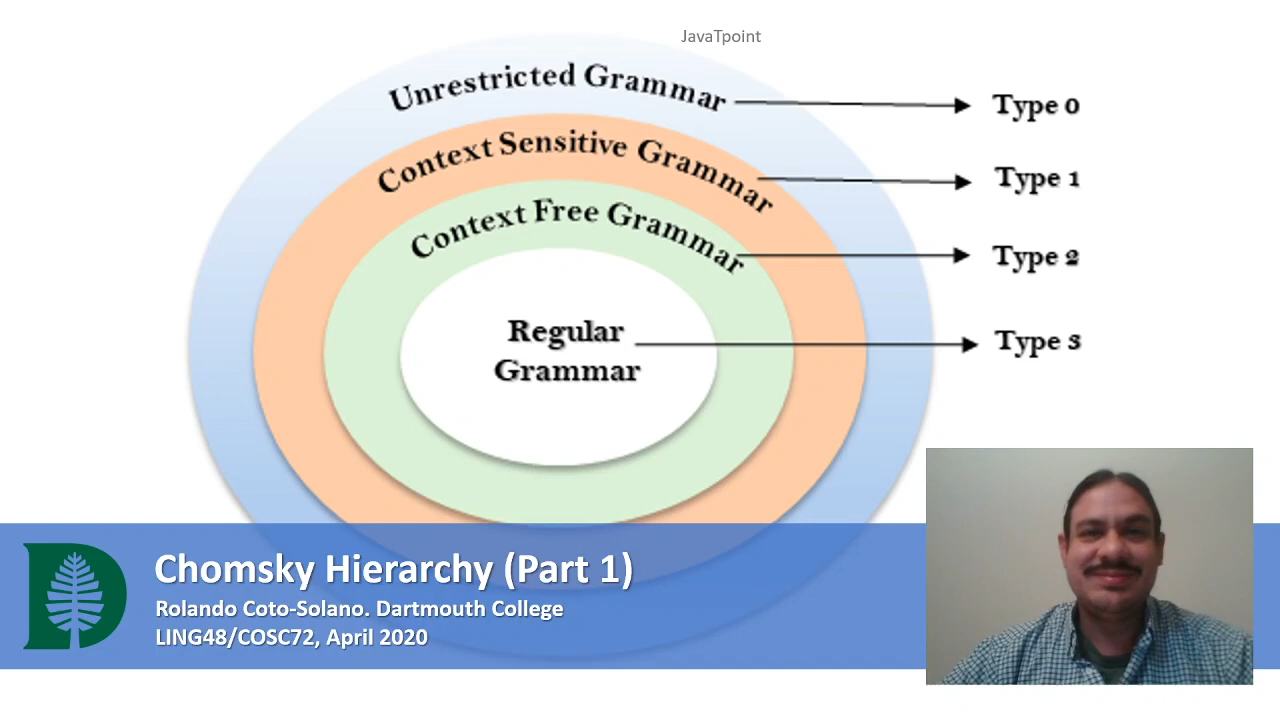 JavaTpoint
Unrestricted Grammar
Type 0
Context Sensitive Grammar
Type 1
Context Free Grammar
Type 2
Regular
Grammar
Type 3
Chomsky Hierarchy (Part 1)
Rolando Coto-Solano. Dartmouth College
LING48/COSC72, April 2020